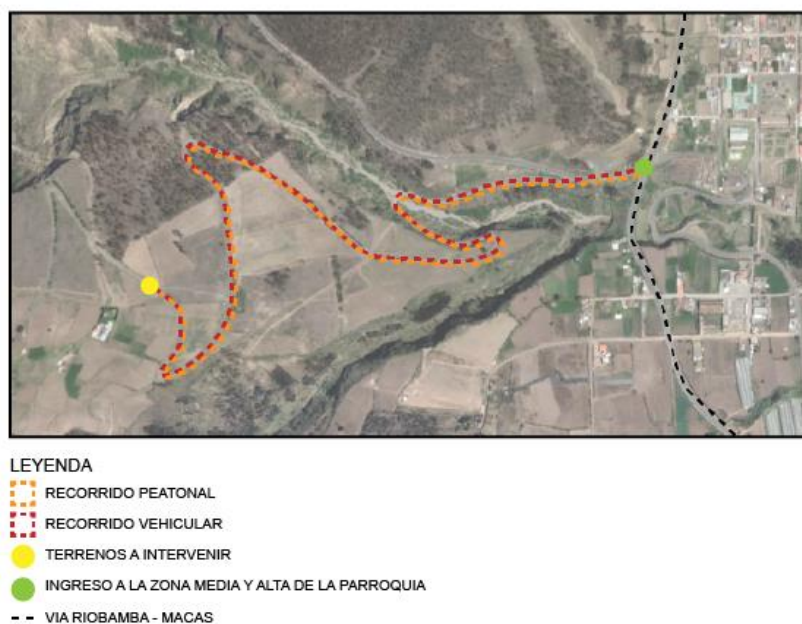 LEYENDA
RECORRIDO PEATONAL
RECORRIDO VEHICULAR
TERRENOS A INTERVENIR
INGRESO A LA ZONA MEDIA Y ALTA DE LA PARROQUIA
VIA RIOBAMBA - MACAS